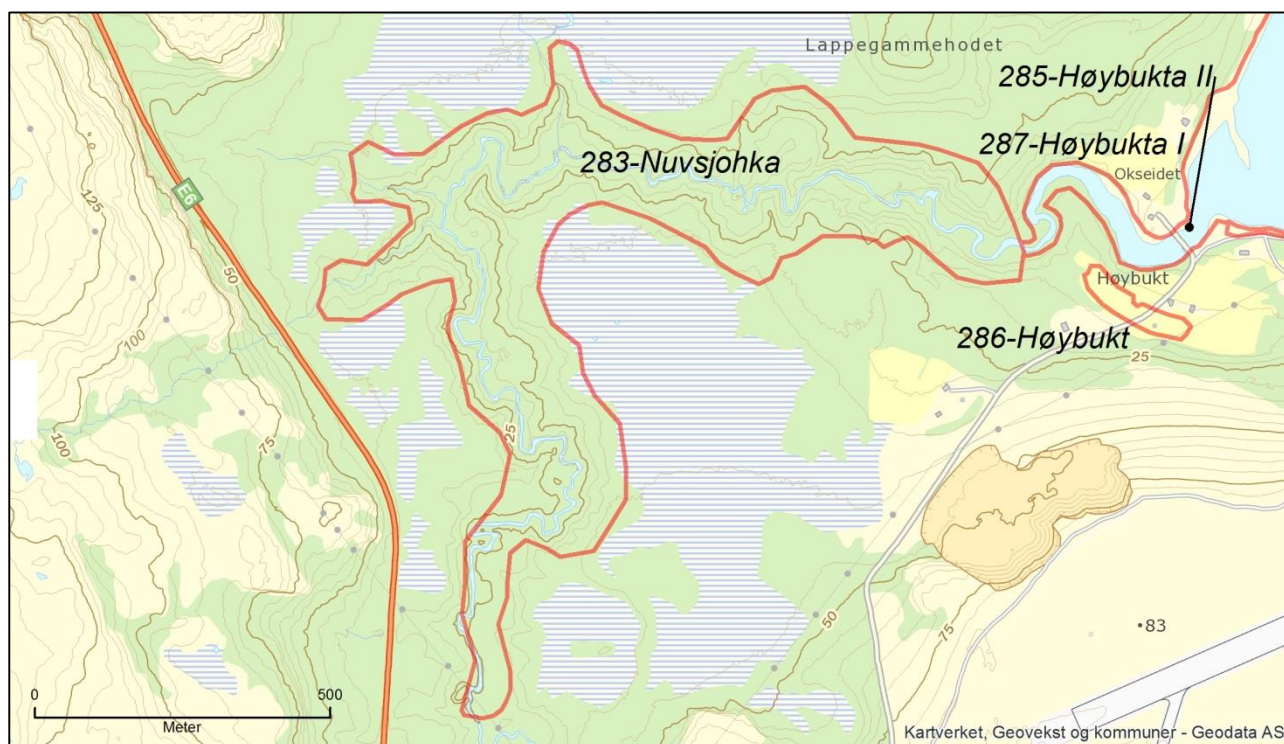 Lappegammehodet
285-Høybukta II
287-Høybukta I
283-Nuvsjohka
Okseidet
125
E6
50
Høybukt
286-Høybukt
25
100
25
100
75
75
50
75
83
0
500
Meter
Kartverket, Geovekst og kommuner - Geodata AS